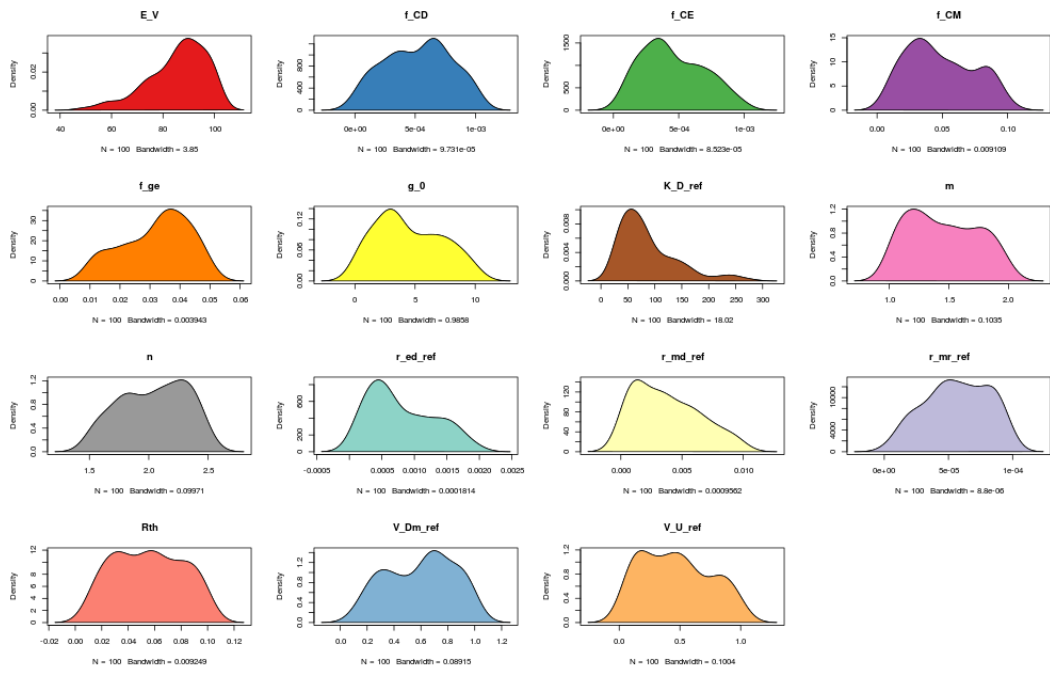 E_V f_CD f_CE f_CM
Density 0.00 0.02
40 60 80 100
N = 100 Bandwidth = 3.85
Density 0 400 800
0e+00 5e-04 1e-03
N = 100 Bandwidth = 9.731e-05
Density 0 500 1500
0e+00 5e-04 1e-03
N = 100 Bandwidth = 8.523e-05
Density 0 5 10 15
0.00 0.05 0.10
N = 100 Bandwidth = 0.009109
f_ge g_0 K_D_ref m
Density 0 10 20 30
0.00 0.01 0.02 0.03 0.04 0.05 0.06
N = 100 Bandwidth = 0.003943
Density 0.00 0.06 0.12
0 5 10
N = 100 Bandwidth = 0.9858
Density 0.000 0.004 0.008
0 50 100 150 200 250 300
N = 100 Bandwidth = 18.02
Density 0.0 0.4 0.8 1.2
1.0 1.5 2.0
N = 100 Bandwidth = 0.1035
n r_ed_ref r_md_ref r_mr_ref
Density 0.0 0.4 0.8 1.2
1.5 2.0 2.5
N = 100 Bandwidth = 0.09971
Density 0 200 600
-0.0005 0.0005 0.0010 0.0015 0.0020 0.0025
N = 100 Bandwidth = 0.0001814
Density 0 40 80 120
0.000 0.005 0.010
N = 100 Bandwidth = 0.0009562
Density 0 4000 10000
0e+00 5e-05 1e-04
N = 100 Bandwidth = 8.8e-06
Rth V_Dm_ref V_U_ref
Density 0 2 4 6 8 12
-0.02 0.00 0.02 0.04 0.06 0.08 0.10 0.12
N = 100 Bandwidth = 0.009249
Density 0.0 0.4 0.8 1.2
0.0 0.2 0.4 0.6 0.8 1.0 1.2
N = 100 Bandwidth = 0.08915
Density 0.0 0.4 0.8 1.2
0.0 0.5 1.0
N = 100 Bandwidth = 0.1004